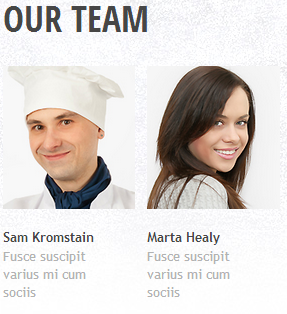 OUR TEAM
Sam Kromstain
Fusce suscipit
varius mi cum
sociis
Marta Healy
Fusce suscipit
varius mi cum
sociis